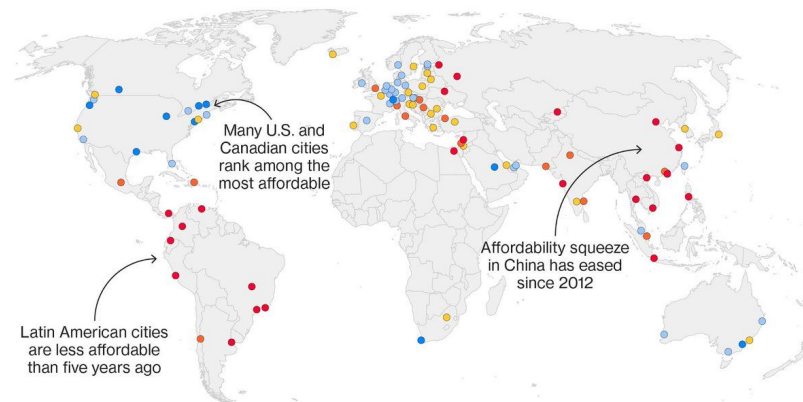 Many U.S. and
Canadian cities
rank among the
most affordable
Affordability squeeze
in China has eased
since 2012
Latin American cities
are less affordable
than five years ago